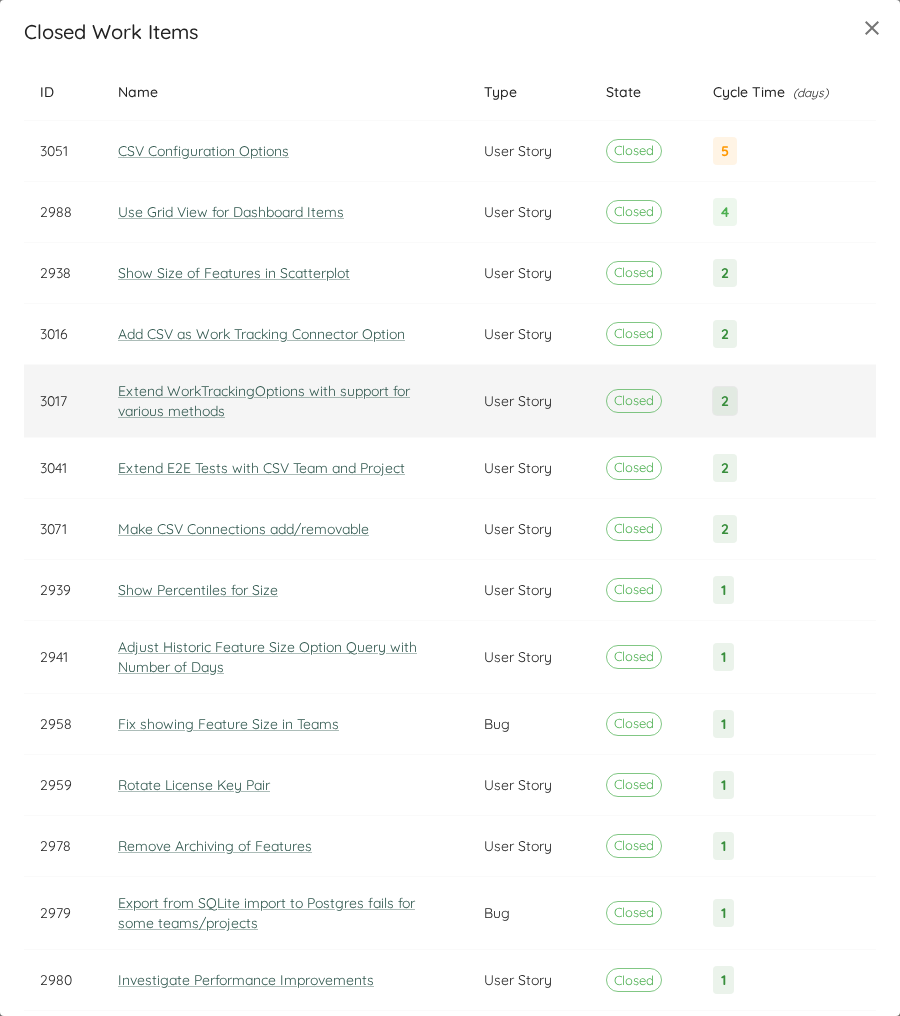 Closed Work Items
ID Name Type State Cycle Time (days)
3051 CSV Configuration Options User Story Closed 5
2988 Use Grid View for Dashboard Items User Story Closed 4
2938 Show Size of Features in Scatterplot User Story Closed 2
3016 Add CSV as Work Tracking Connector Option User Story Closed 2
3017 Extend WorkTrackingOptions with support for
various methods User Story Closed 2
3041 Extend E2E Tests with CSV Team and Project User Story Closed 2
3071 Make CSV Connections add/removable User Story Closed 2
2939 Show Percentiles for Size User Story Closed 1
2941 Adjust Historic Feature Size Option Query with
Number of Days User Story Closed 1
2958 Fix showing Feature Size in Teams Bug Closed 1
2959 Rotate License Key Pair User Story Closed 1
2978 Remove Archiving of Features User Story Closed 1
2979 Export from SQLite import to Postgres fails for
some teams/projects Bug Closed 1
2980 Investigate Performance Improvements User Story Closed 1